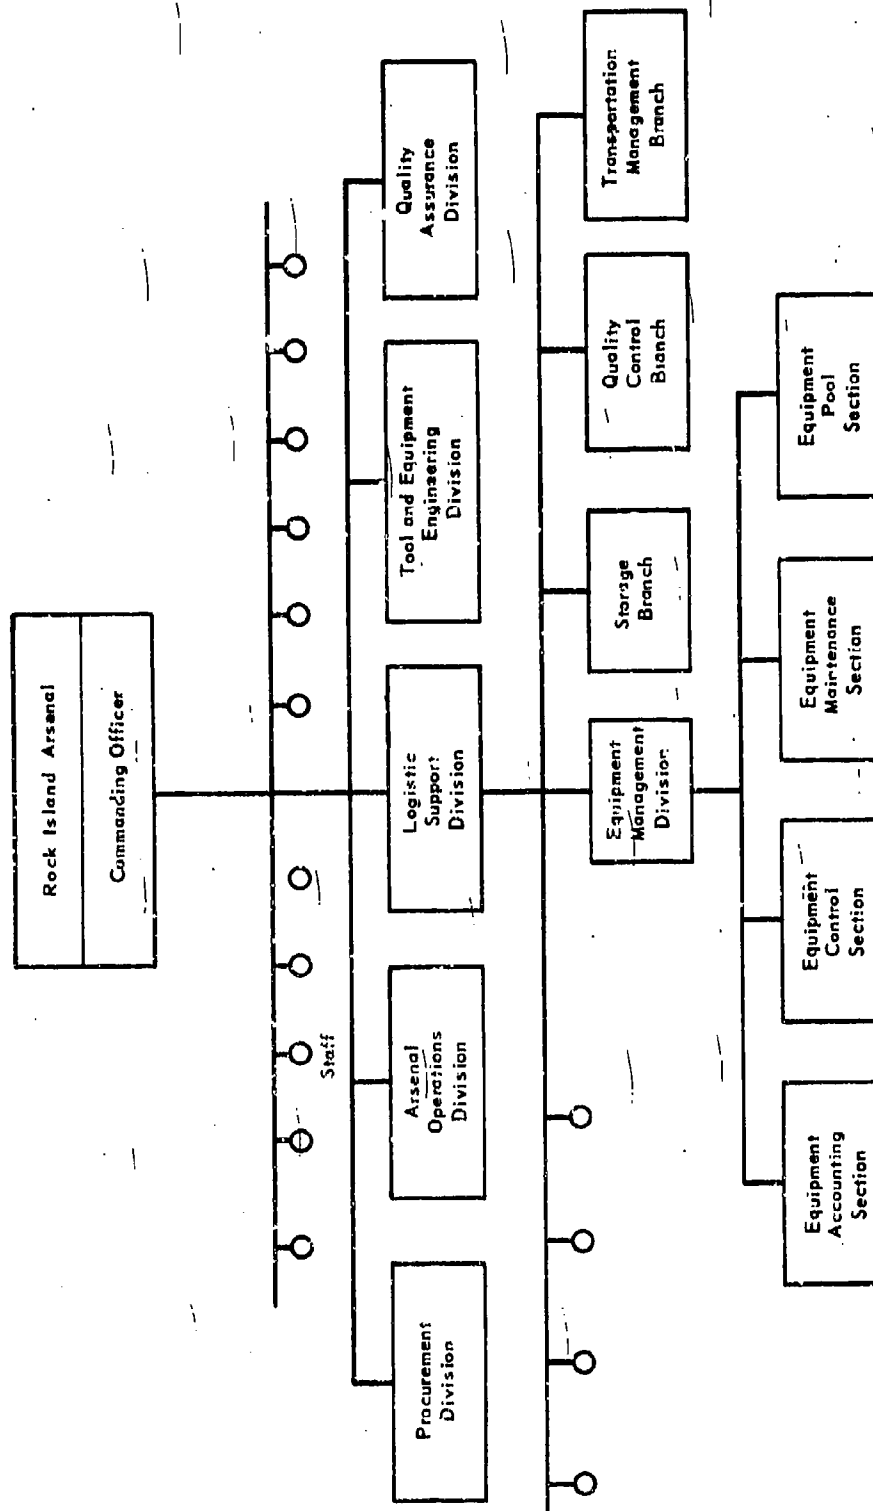 Rock Island Arsenal
Commanding Officer
Staff
Procurement
Division
Arsenal
Operations
Division
Logistic
Support
Division
Tool and Equipment
Engineering
Division
Quality
Assurance
Division
Equipment
Management
Division
Storage
Branch
Quality
Control
Branch
Transportation
Management
Branch
Equipment
Accounting
Section
Equipment
Control
Section
Equipment
Maintenance
Section
Equipment
Pool
Section